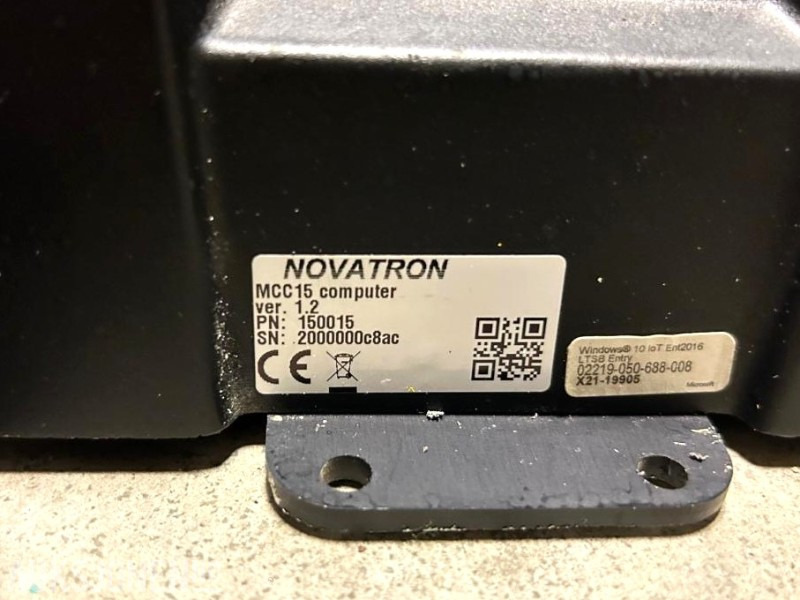 NOVATRON
MCC15 computer
ver. 1.2
PN: 150015
SN: 2000000c8ac
CE
Windows® 10 IoT Ent2016
LTSB Entry
02219-050-688-008
X21-19905
Microsoft